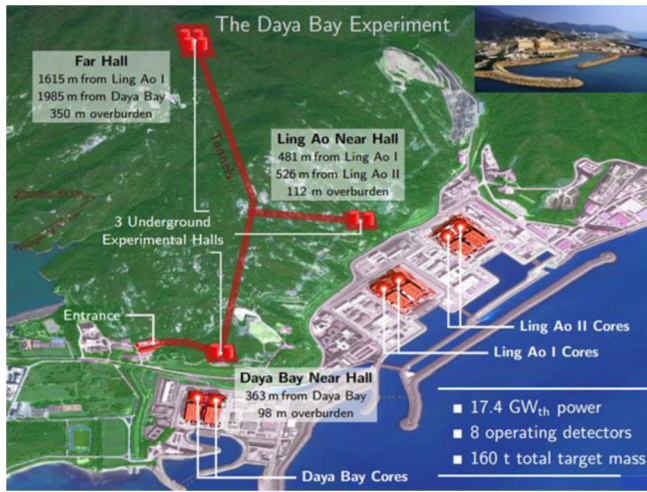 The Daya Bay Experiment
Far Hall
1615 m from Ling Ao I
1985 m from Daya Bay
350 m overburden
Ling Ao Near Hall
481 m from Ling Ao I
526 m from Ling Ao II
112 m overburden
Tunnels
3 Underground
Experimental Halls
Entrance
Ling Ao II Cores
Ling Ao I Cores
Daya Bay Near Hall
363 m from Daya Bay
98 m overburden
Daya Bay Cores
■ 17.4 GWth power
■ 8 operating detectors
■ 160 t total target mass